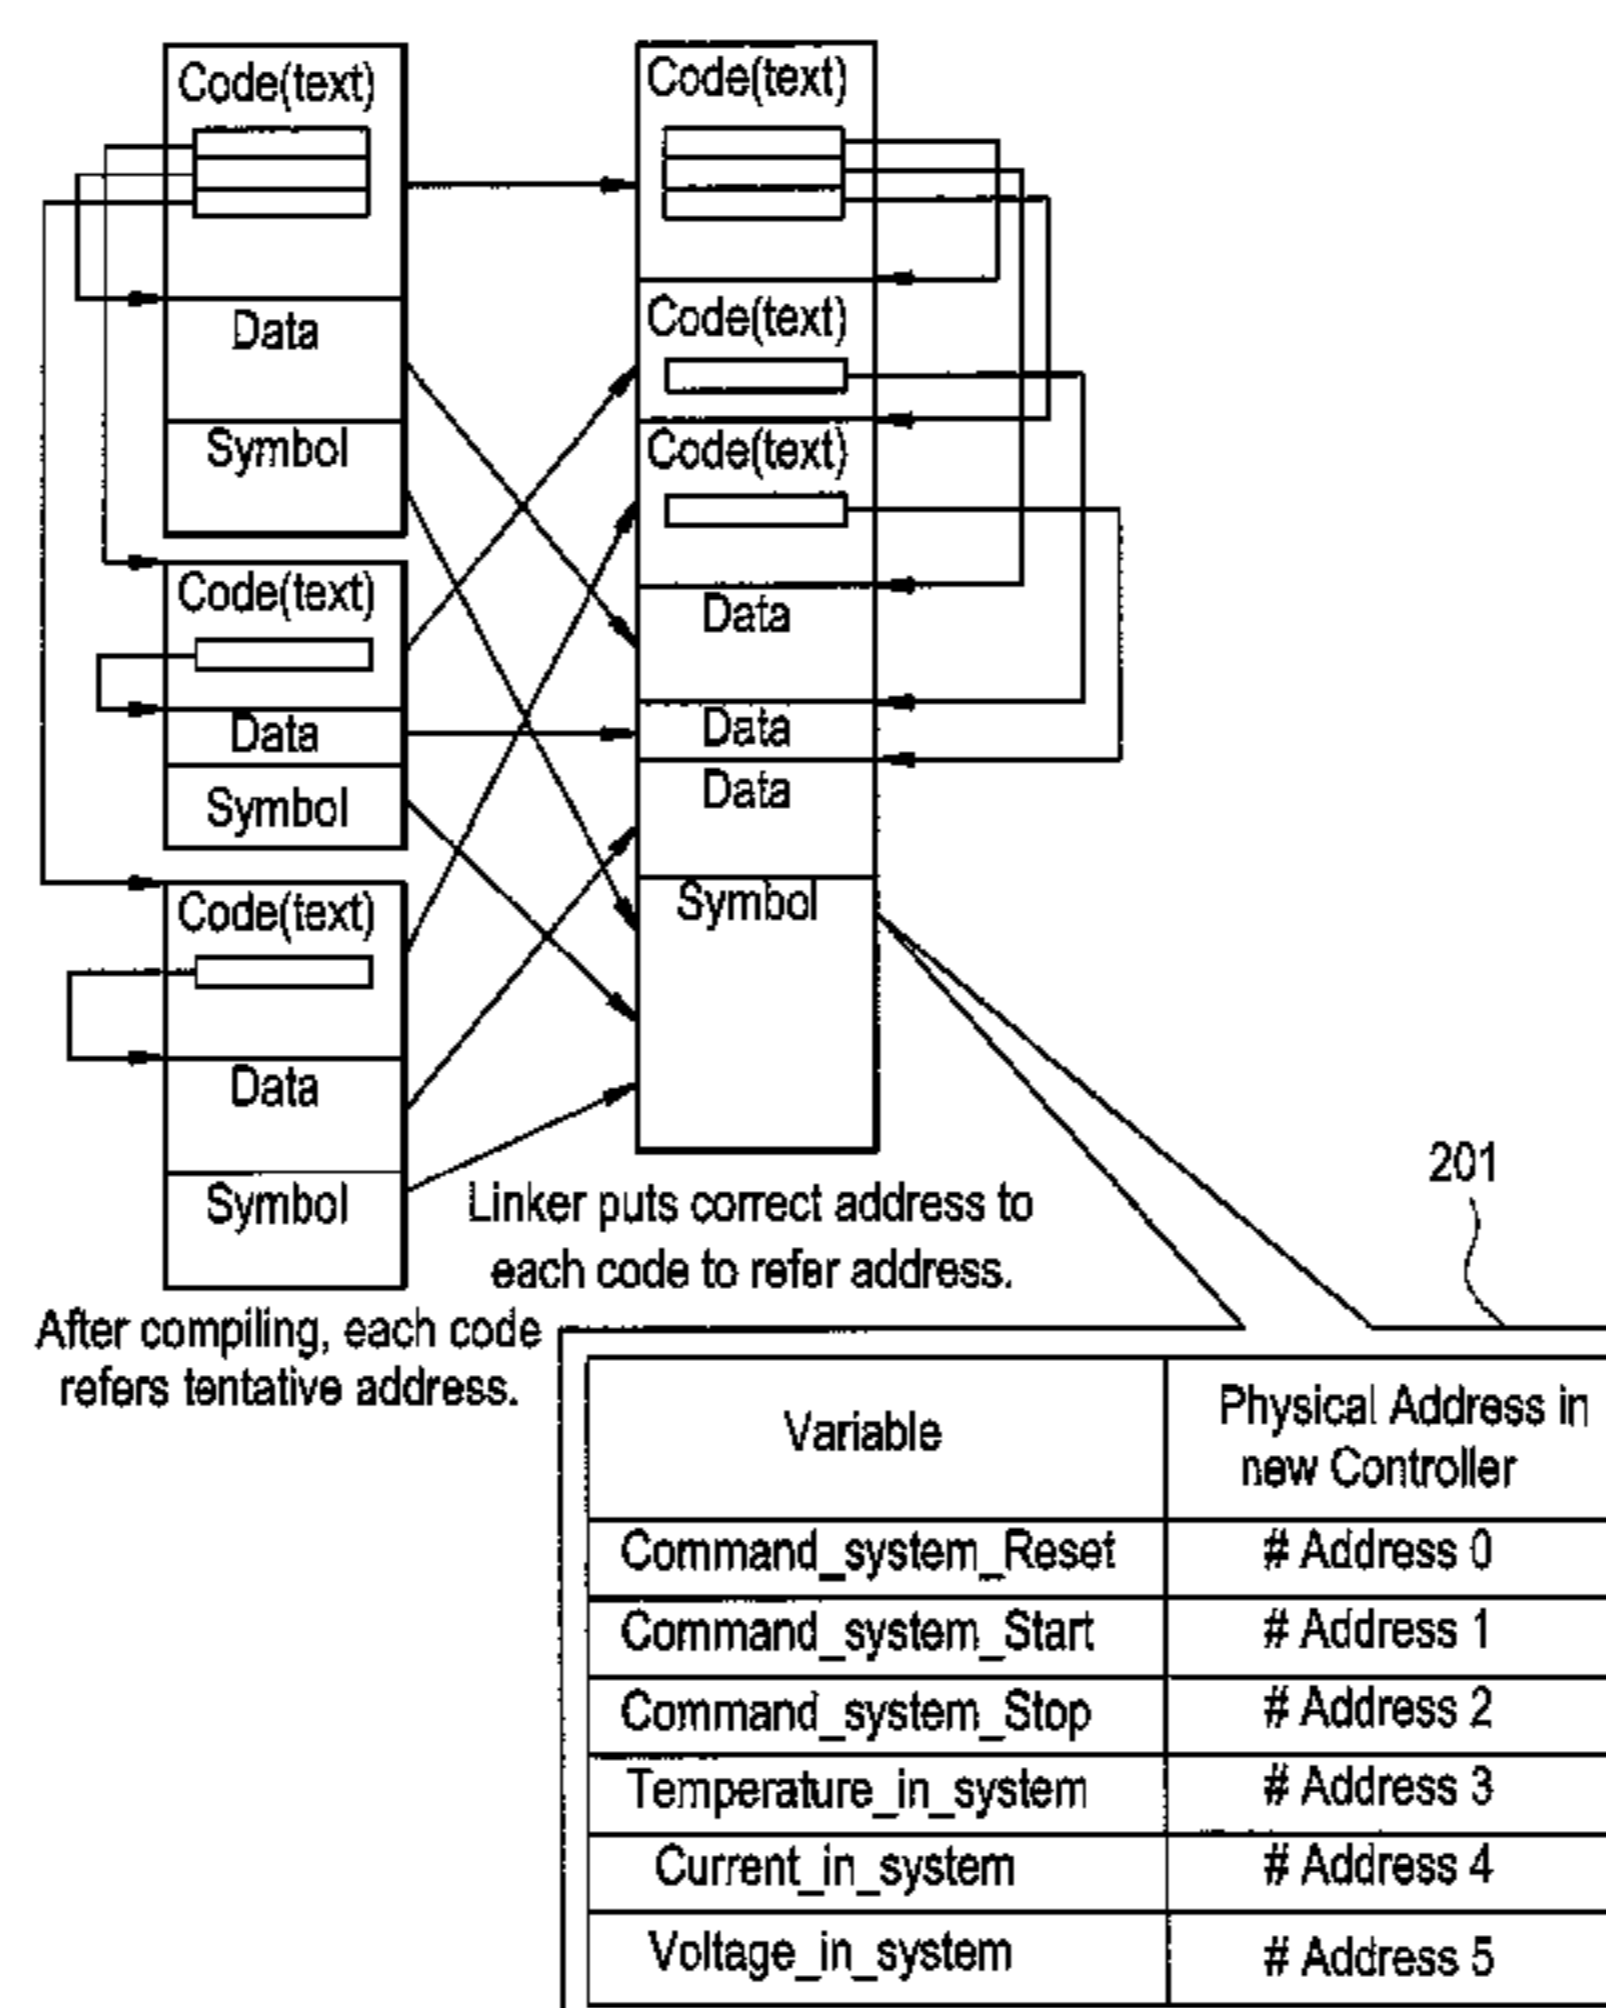 Code(text)
Data
Symbol
Code(text)
Data
Symbol
Code(text)
Data
Symbol
After compiling, each code
refers tentative address.
Code(text)
Code(text)
Code(text)
Data
Data
Data
Symbol
Linker puts correct address to
each code to refer address.
201
Variable
Physical Address in
new Controller
Command_system_Reset
# Address 0
Command_system_Start
# Address 1
Command_system_Stop
# Address 2
Temperature_in_system
# Address 3
Current_in_system
# Address 4
Voltage_in_system
# Address 5